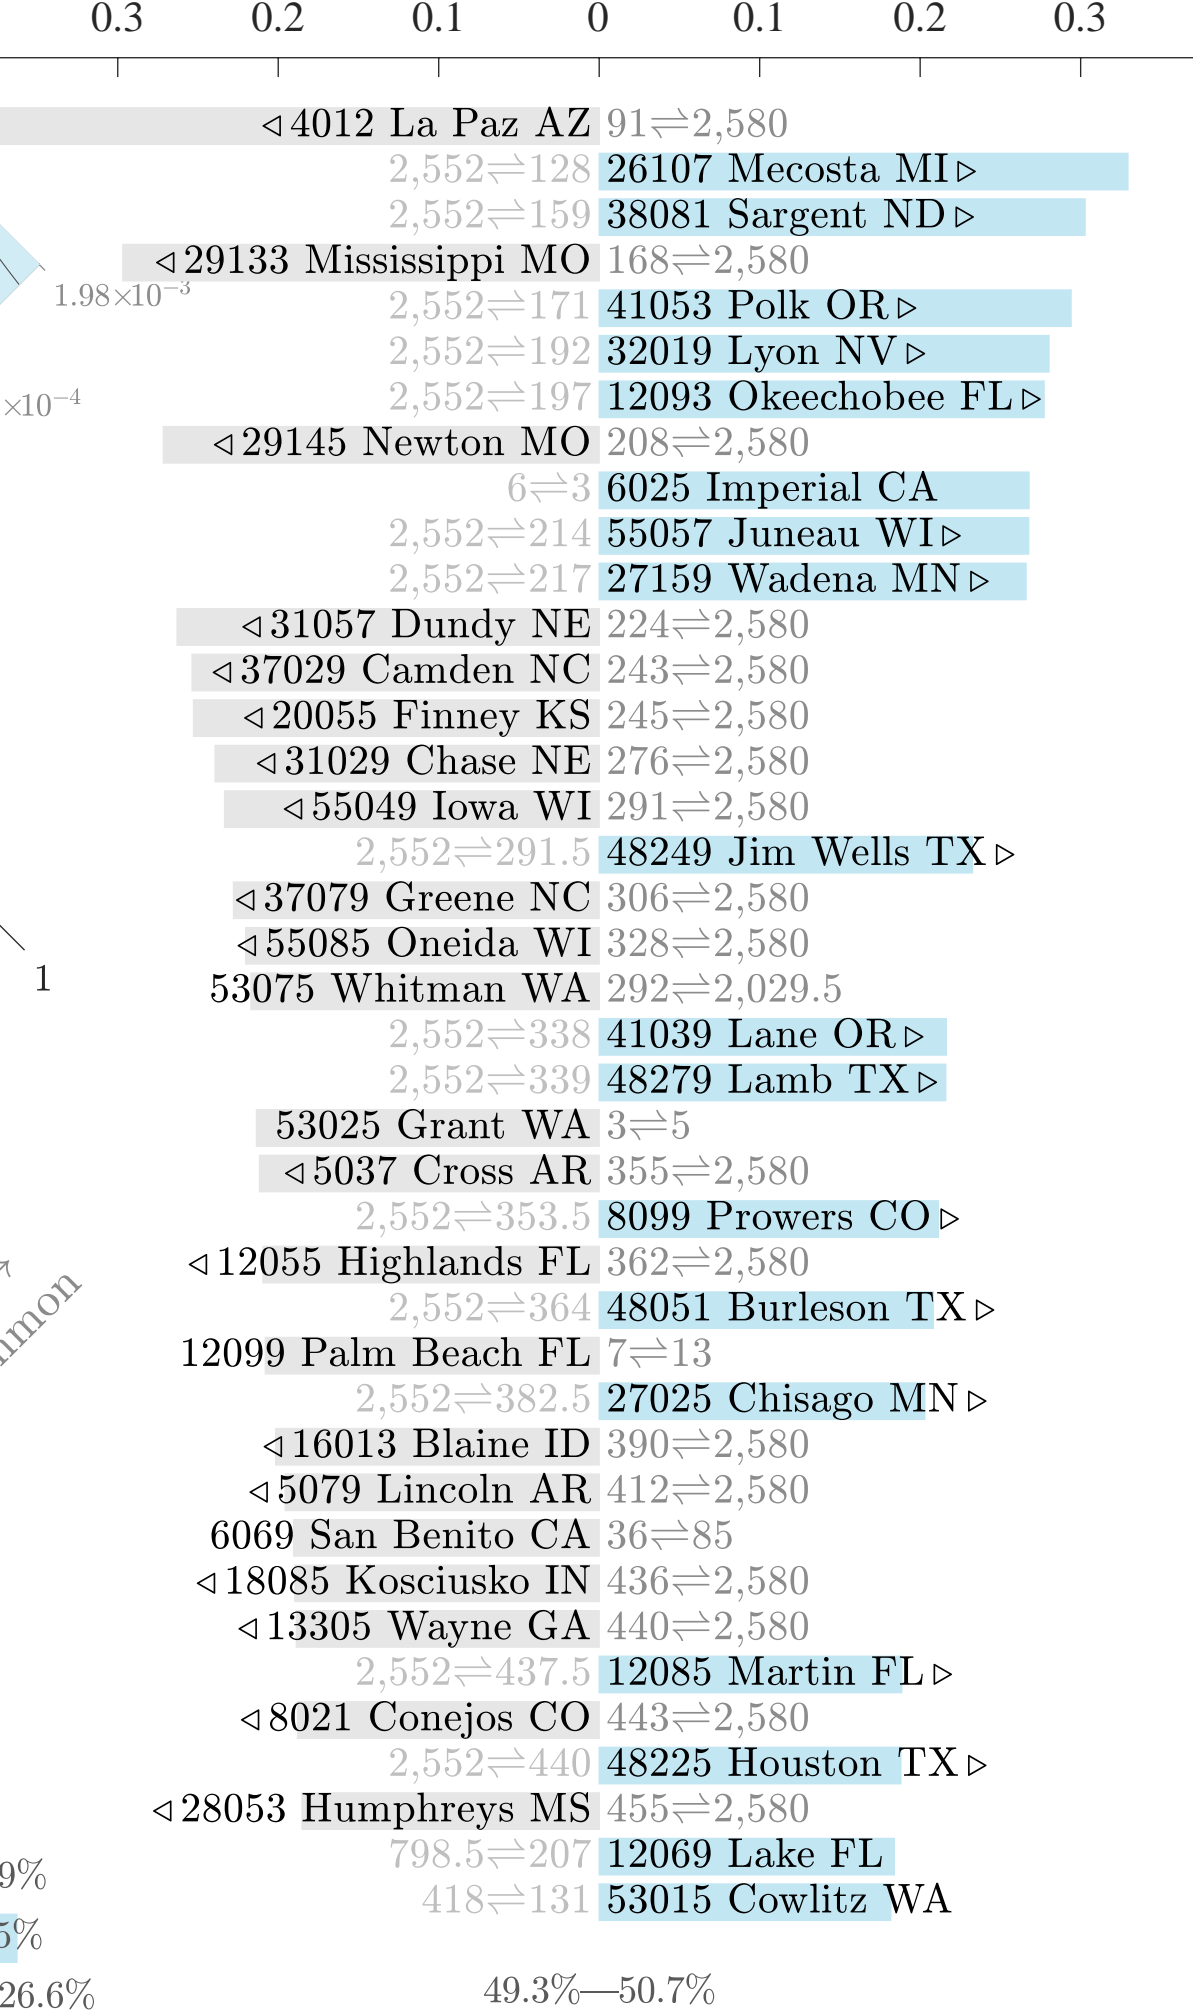 0.3 0.2 0.1 0 0.1 0.2 0.3
◁ 4012 La Paz AZ 91⇌2,580
2,552⇌128 26107 Mecosta MI ▷
2,552⇌159 38081 Sargent ND ▷
◁ 29133 Mississippi MO 168⇌2,580
1.98×10⁻³
2,552⇌171 41053 Polk OR ▷
2,552⇌192 32019 Lyon NV ▷
×10⁻⁴
2,552⇌197 12093 Okeechobee FL ▷
◁ 29145 Newton MO 208⇌2,580
6⇌3 6025 Imperial CA
2,552⇌214 55057 Juneau WI ▷
2,552⇌217 27159 Wadena MN ▷
◁ 31057 Dundy NE 224⇌2,580
◁ 37029 Camden NC 243⇌2,580
◁ 20055 Finney KS 245⇌2,580
◁ 31029 Chase NE 276⇌2,580
◁ 55049 Iowa WI 291⇌2,580
2,552⇌291.5 48249 Jim Wells TX ▷
◁ 37079 Greene NC 306⇌2,580
◁ 55085 Oneida WI 328⇌2,580
1
53075 Whitman WA 292⇌2,029.5
2,552⇌338 41039 Lane OR ▷
2,552⇌339 48279 Lamb TX ▷
53025 Grant WA 3⇌5
◁ 5037 Cross AR 355⇌2,580
2,552⇌353.5 8099 Prowers CO ▷
◁ 12055 Highlands FL 362⇌2,580
2,552⇌364 48051 Burleson TX ▷
mmon
12099 Palm Beach FL 7⇌13
2,552⇌382.5 27025 Chisago MN ▷
◁ 16013 Blaine ID 390⇌2,580
◁ 5079 Lincoln AR 412⇌2,580
6069 San Benito CA 36⇌85
◁ 18085 Kosciusko IN 436⇌2,580
◁ 13305 Wayne GA 440⇌2,580
2,552⇌437.5 12085 Martin FL ▷
◁ 8021 Conejos CO 443⇌2,580
2,552⇌440 48225 Houston TX ▷
◁ 28053 Humphreys MS 455⇌2,580
798.5⇌207 12069 Lake FL
9%
418⇌131 53015 Cowlitz WA
5%
26.6% 49.3%—50.7%